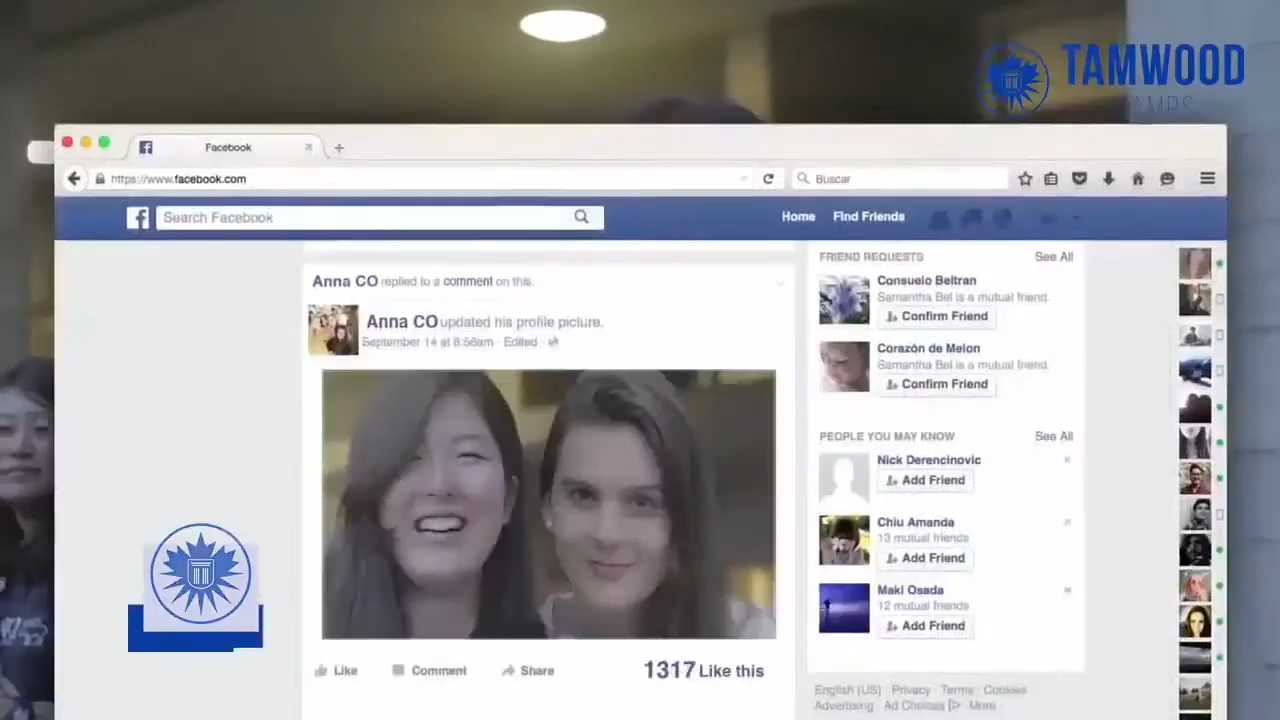 TAMWOOD
CAMPS
Facebook
https://www.facebook.com
Buscar
Search Facebook
Home
Find Friends
Anna CO replied to a comment on this.
Anna CO updated his profile picture.
September 14 at 8:56am · Edited ·
Like
Comment
Share
1317 Like this
FRIEND REQUESTS
See All
Consuelo Beltran
Samantha Bel is a mutual friend.
Confirm Friend
Corazón de Melon
Samantha Bel is a mutual friend.
Confirm Friend
PEOPLE YOU MAY KNOW
See All
Nick Derencinovic
Add Friend
Chiu Amanda
13 mutual friends
Add Friend
Maki Osada
12 mutual friends
Add Friend
English (US) · Privacy · Terms · Cookies
Advertising · Ad Choices · More ·